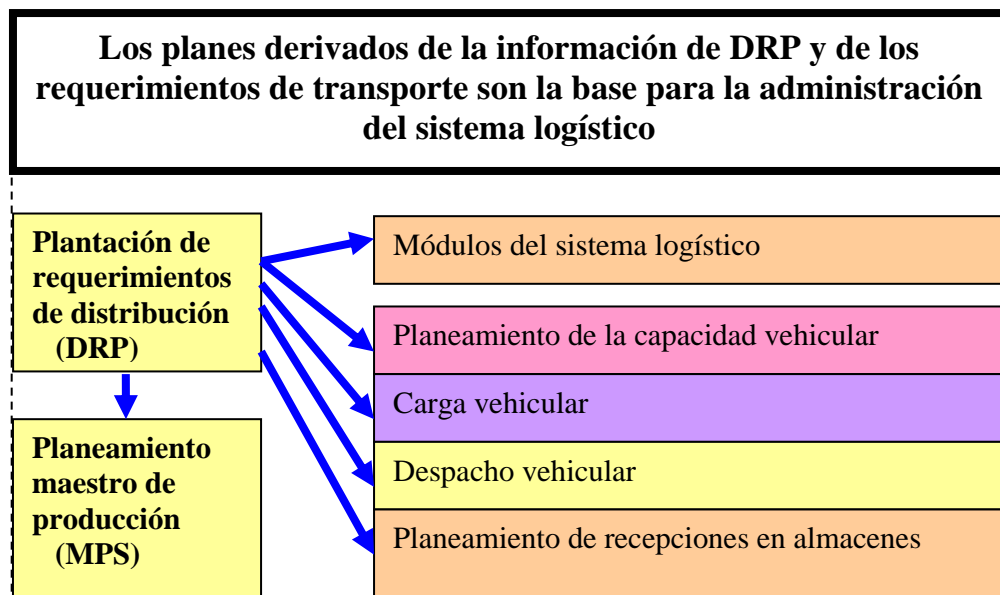 Los planes derivados de la información de DRP y de los
requerimientos de transporte son la base para la administración
del sistema logístico
Plantación de
requerimientos
de distribución
(DRP)
Módulos del sistema logístico
Planeamiento de la capacidad vehicular
Carga vehicular
Despacho vehicular
Planeamiento de recepciones en almacenes
Planeamiento
maestro de
producción
(MPS)